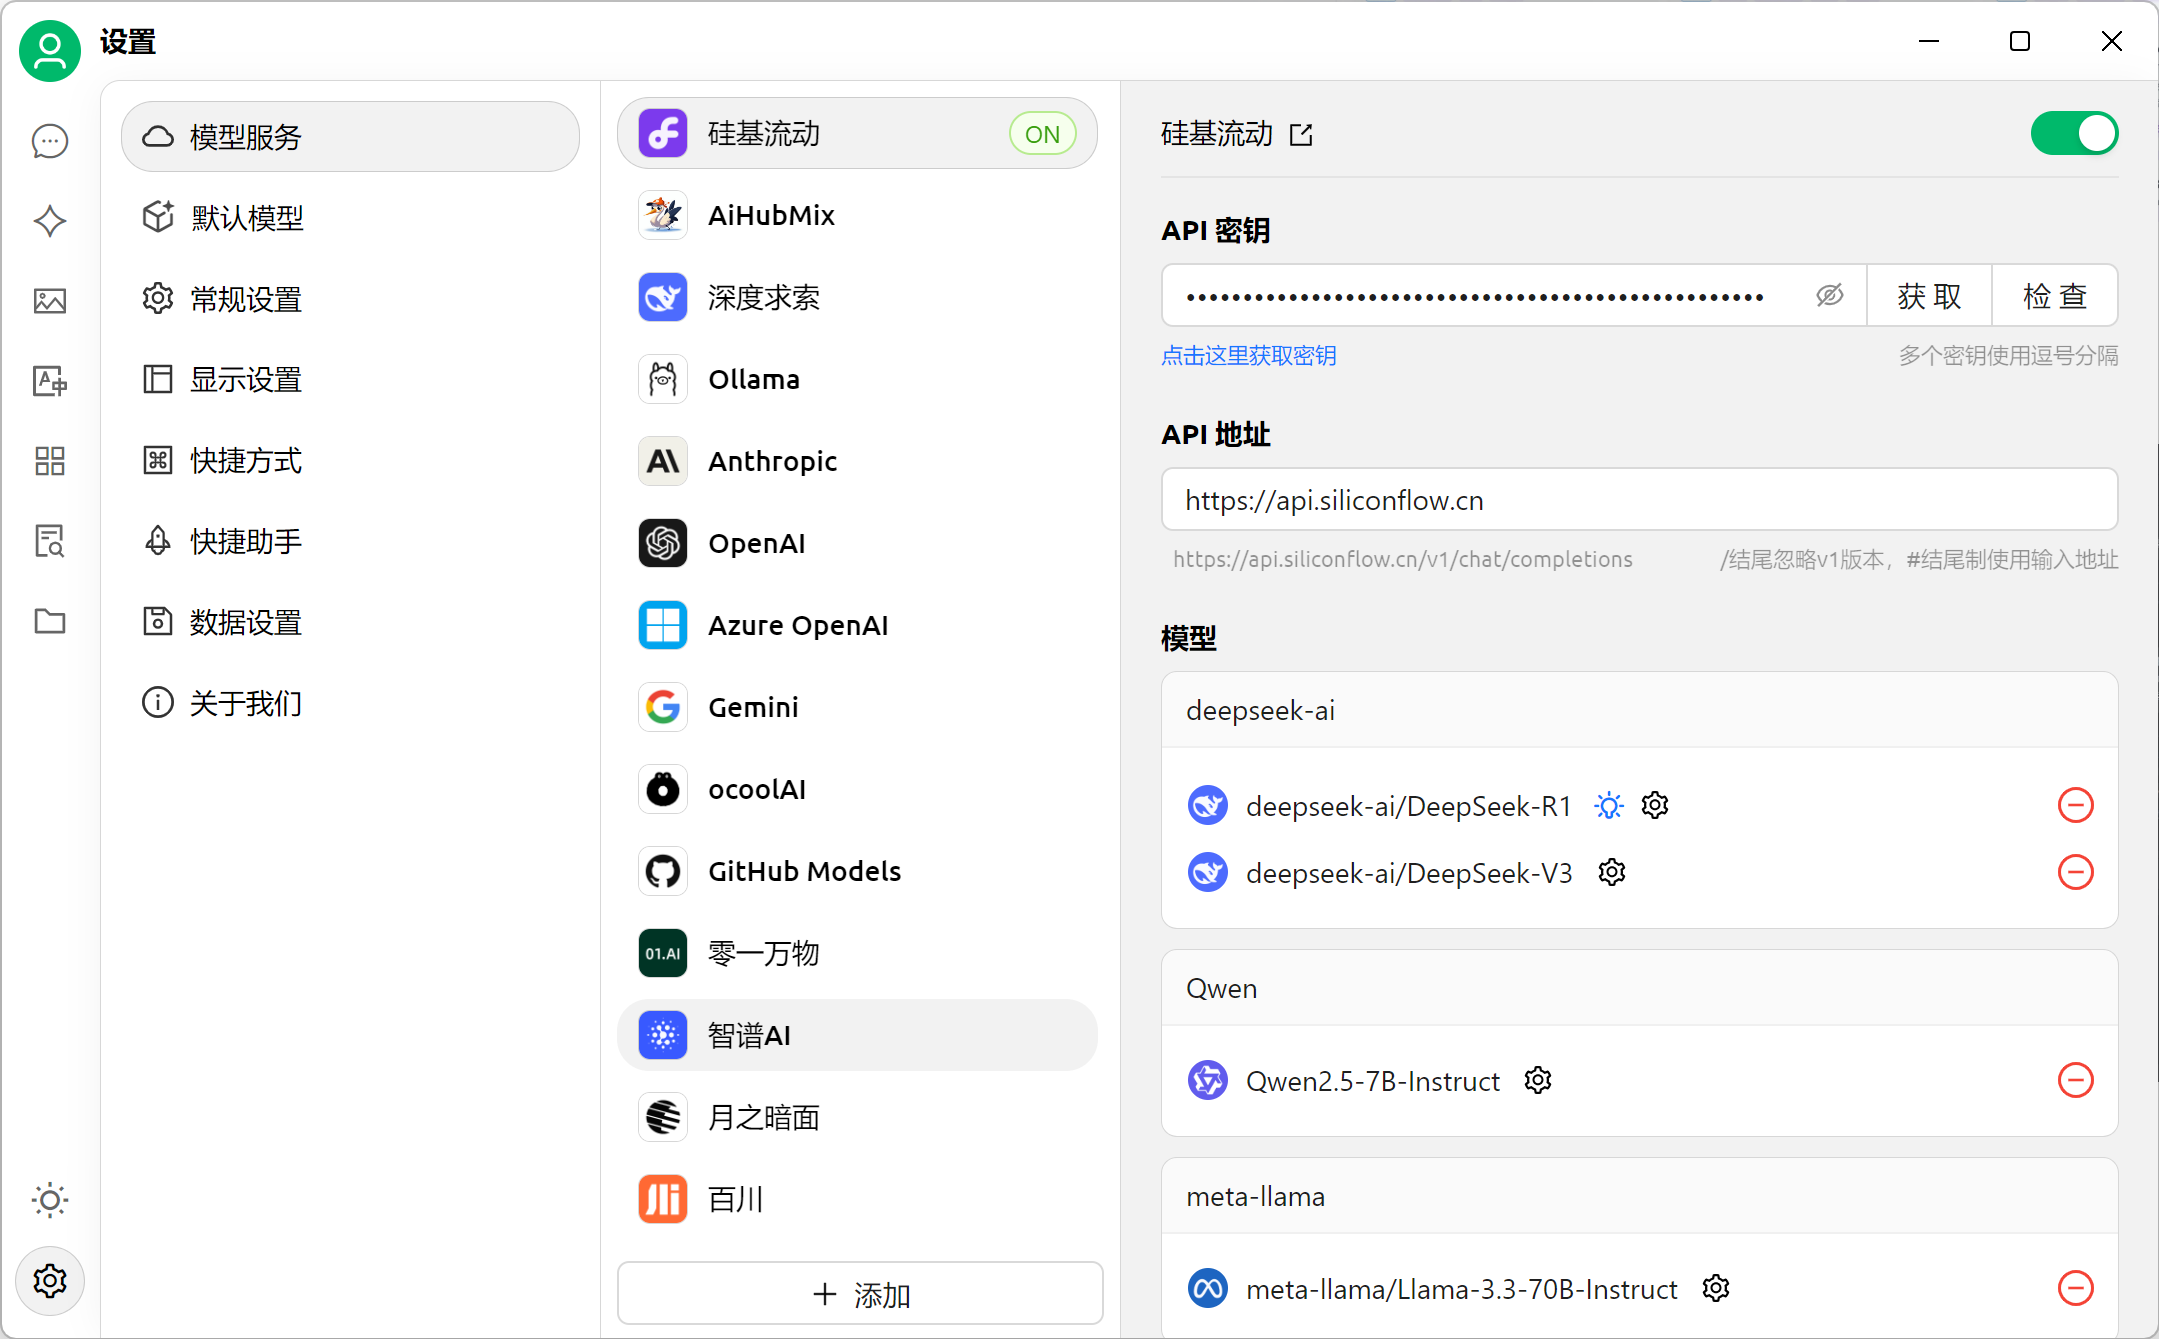 设置
模型服务
默认模型
常规设置
显示设置
快捷方式
快捷助手
数据设置
关于我们
硅基流动 ON
AiHubMix
深度求索
Ollama
Anthropic
OpenAI
Azure OpenAI
Gemini
ocoolAI
GitHub Models
01.AI 零一万物
智谱AI
月之暗面
百川
添加
硅基流动
API 密钥
获 取 检 查
点击这里获取密钥 多个密钥使用逗号分隔
API 地址
https://api.siliconflow.cn
https://api.siliconflow.cn/v1/chat/completions /结尾忽略v1版本，#结尾制使用输入地址
模型
deepseek-ai
deepseek-ai/DeepSeek-R1
deepseek-ai/DeepSeek-V3
Qwen
Qwen2.5-7B-Instruct
meta-llama
meta-llama/Llama-3.3-70B-Instruct